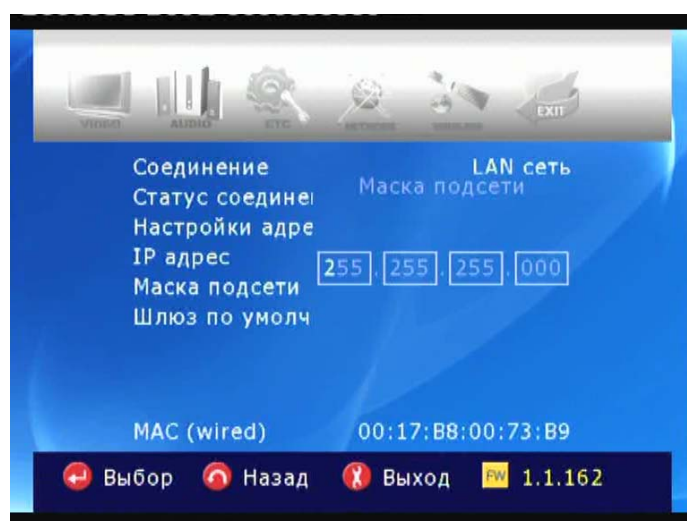 VIDEO AUDIO ETC NETWORK EXIT
Соединение LAN сеть
Статус соединен Маска подсети
Настройки адре
IP адрес
255 . 255 . 255 . 000
Маска подсети
Шлюз по умолч
MAC (wired) 00:17:B8:00:73:B9
Выбор Назад Выход FW 1.1.162